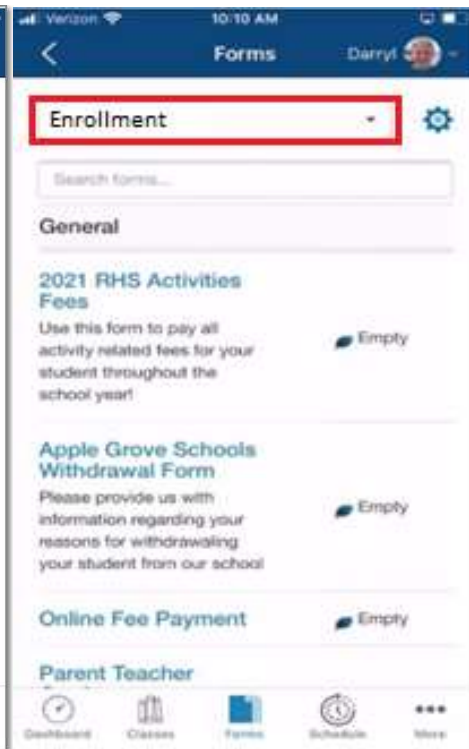 Verizon 10:10 AM
Forms Darryl
Enrollment
Search forms...
General
2021 RHS Activities
Fees
Use this form to pay all
activity related fees for your
student throughout the
school year!
Empty
Apple Grove Schools
Withdrawal Form
Please provide us with
information regarding your
reasons for withdrawaling
your student from our school
Empty
Online Fee Payment Empty
Parent Teacher
Dashboard Classes Forms Schedule More